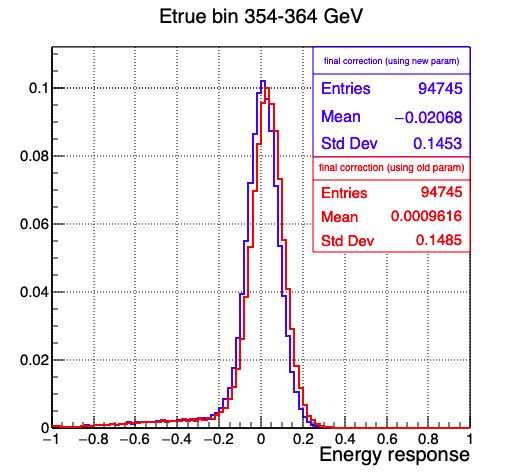 Etrue bin 354-364 GeV
final correction (using new param)
Entries 94745
Mean −0.02068
Std Dev 0.1453
final correction (using old param)
Entries 94745
Mean 0.0009616
Std Dev 0.1485
0.1
0.08
0.06
0.04
0.02
0
−1 −0.8 −0.6 −0.4 −0.2 0 0.2 0.4 0.6 0.8 1
Energy response